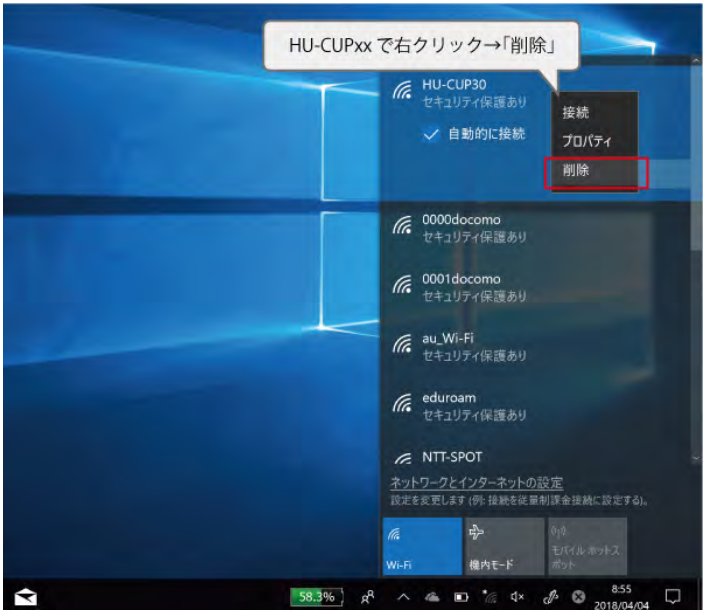 HU-CUPxx で右クリック→「削除」
HU-CUP30
セキュリティ保護あり
自動的に接続
接続
プロパティ
削除
0000docomo
セキュリティ保護あり
0001docomo
セキュリティ保護あり
au_Wi-Fi
セキュリティ保護あり
eduroam
セキュリティ保護あり
NTT-SPOT
ネットワークとインターネットの設定
設定を変更します (例: 接続を従量制課金接続に設定する)。
Wi-Fi
機内モード
モバイル ホットス
ポット
58.3%
8:55
2018/04/04